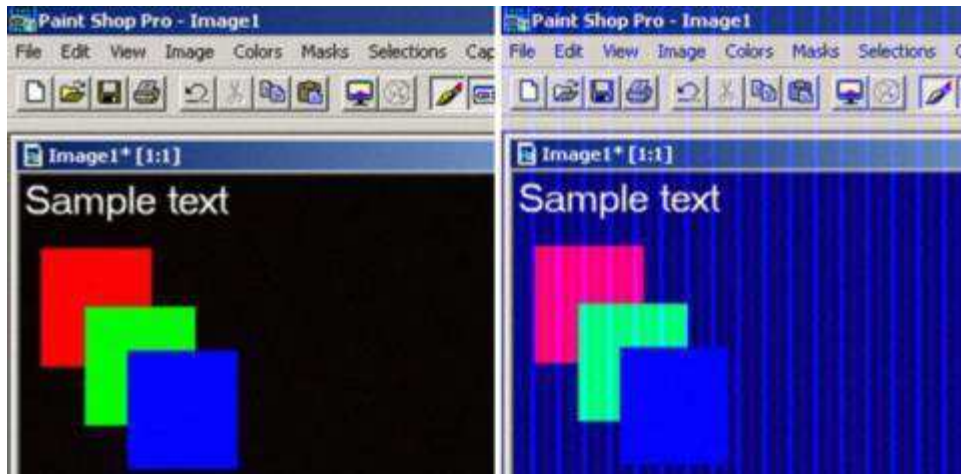 Paint Shop Pro - Image1
File Edit View Image Colors Masks Selections Cap
Image1* [1:1]
Sample text
Paint Shop Pro - Image1
File Edit View Image Colors Masks Selections
Image1* [1:1]
Sample text